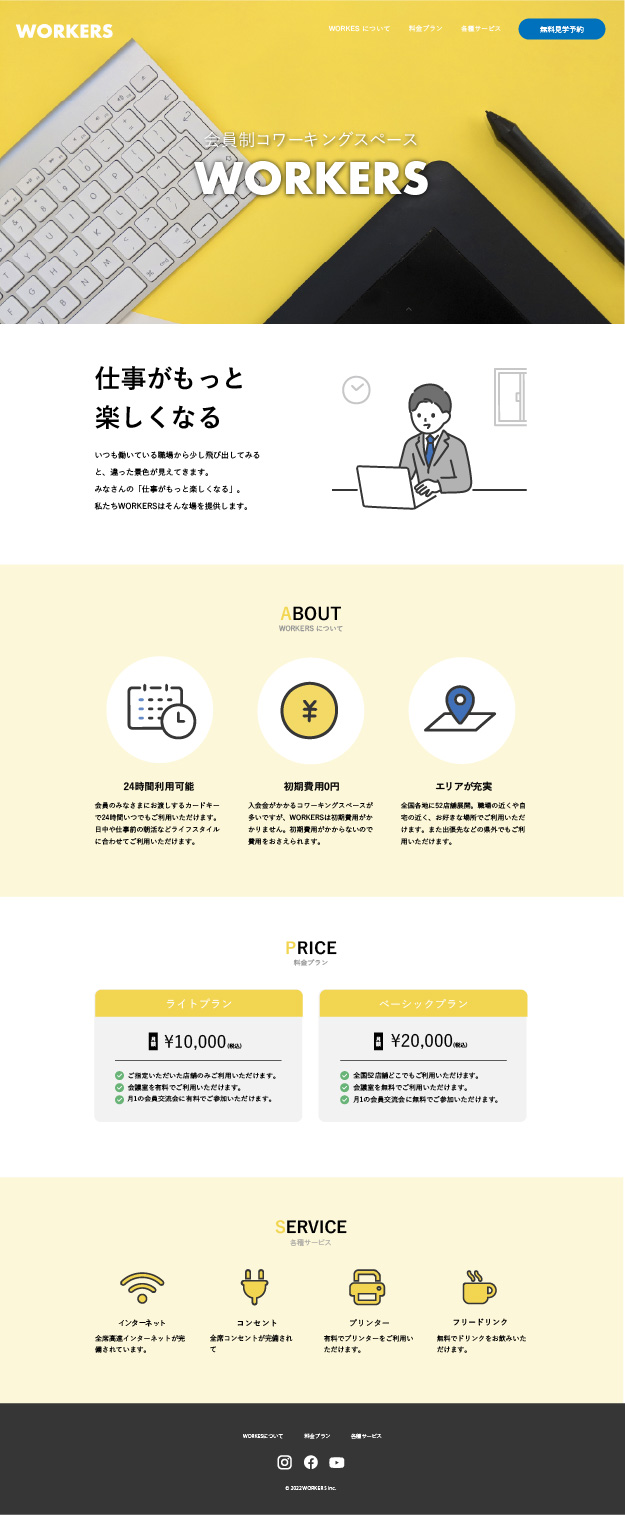 WORKERS
WORKES について 料金プラン 各種サービス 無料見学予約
会員制コワーキングスペース
WORKERS
仕事がもっと
楽しくなる
いつも働いている職場から少し飛び出してみる
と、違った景色が見えてきます。
みなさんの「仕事がもっと楽しくなる」。
私たちWORKERSはそんな場を提供します。
ABOUT
WORKERS について
24時間利用可能
会員のみなさまにお渡しするカードキー
で24時間いつでもご利用いただけます。
日中や仕事前の朝活などライフスタイル
に合わせてご利用いただけます。
¥
初期費用0円
入会金がかかるコワーキングスペースが
多いですが、WORKERSは初期費用がか
かりません。初期費用がかからないので
費用をおさえられます。
エリアが充実
全国各地に52店舗展開。職場の近くや自
宅の近く、お好きな場所でご利用いただ
けます。また出張先などの県外でもご利
用いただけます。
PRICE
料金プラン
ライトプラン
月額 ¥10,000(税込)
ご指定いただいた店舗のみご利用いただけます。
会議室を有料でご利用いただけます。
月1の会員交流会に有料でご参加いただけます。
ベーシックプラン
月額 ¥20,000(税込)
全国52店舗どこでもご利用いただけます。
会議室を無料でご利用いただけます。
月1の会員交流会に無料でご参加いただけます。
SERVICE
各種サービス
インターネット
全席高速インターネットが完
備されています。
コンセント
全席コンセントが完備され
て
プリンター
有料でプリンターをご利用い
ただけます。
フリードリンク
無料でドリンクをお飲みいた
だけます。
WORKESについて 料金プラン 各種サービス
© 2022WORKERS Inc.